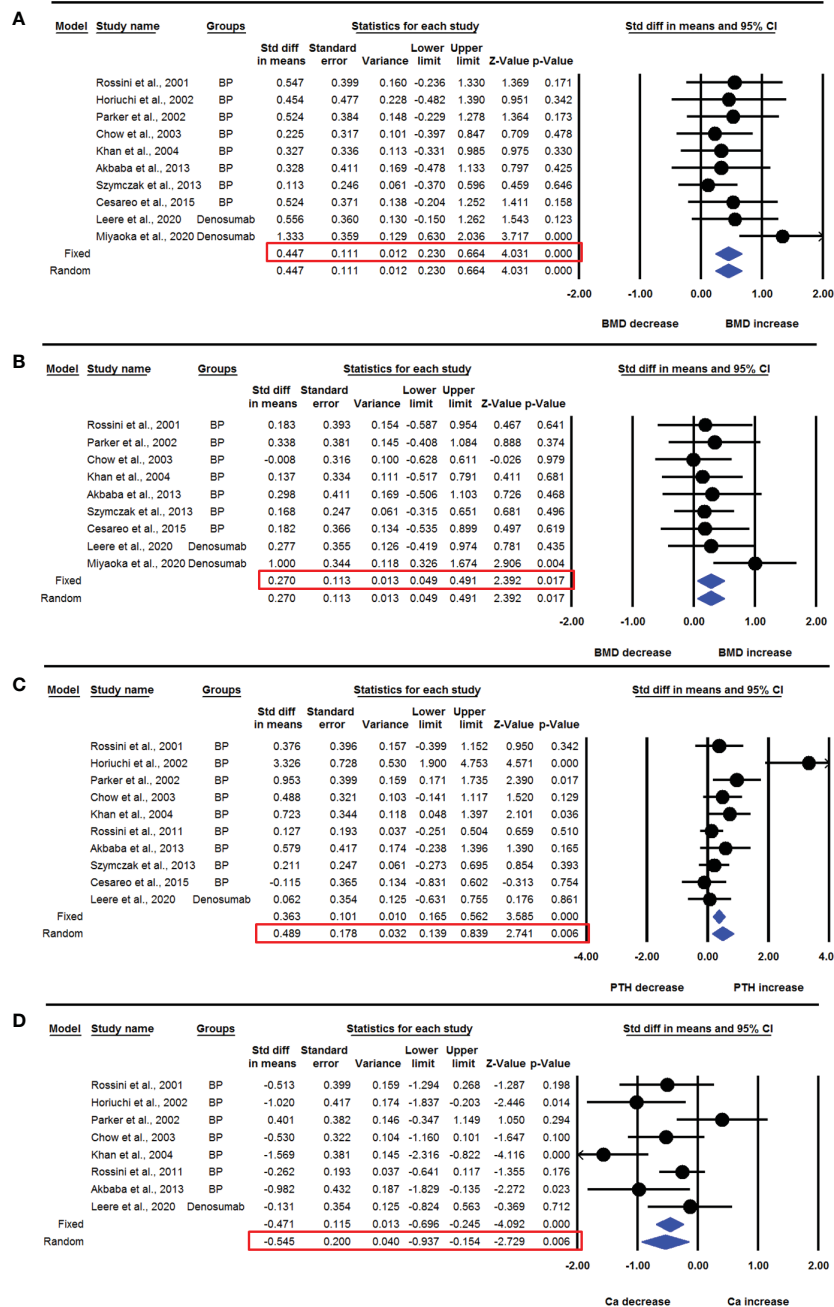 A
Model Study name Groups Statistics for each study Std diff in means and 95% CI
Std diff Standard Lower Upper
in means error Variance limit limit Z-Value p-Value
Rossini et al., 2001 BP 0.547 0.399 0.160 -0.236 1.330 1.369 0.171
Horiuchi et al., 2002 BP 0.454 0.477 0.228 -0.482 1.390 0.951 0.342
Parker et al., 2002 BP 0.524 0.384 0.148 -0.229 1.278 1.364 0.173
Chow et al., 2003 BP 0.225 0.317 0.101 -0.397 0.847 0.709 0.478
Khan et al., 2004 BP 0.327 0.336 0.113 -0.331 0.985 0.975 0.330
Akbaba et al., 2013 BP 0.328 0.411 0.169 -0.478 1.133 0.797 0.425
Szymczak et al., 2013 BP 0.113 0.246 0.061 -0.370 0.596 0.459 0.646
Cesareo et al., 2015 BP 0.524 0.371 0.138 -0.204 1.252 1.411 0.158
Leere et al., 2020 Denosumab 0.556 0.360 0.130 -0.150 1.262 1.543 0.123
Miyaoka et al., 2020 Denosumab 1.333 0.359 0.129 0.630 2.036 3.717 0.000
Fixed 0.447 0.111 0.012 0.230 0.664 4.031 0.000
Random 0.447 0.111 0.012 0.230 0.664 4.031 0.000
-2.00 -1.00 0.00 1.00 2.00
BMD decrease BMD increase
B
Model Study name Groups Statistics for each study Std diff in means and 95% CI
Std diff Standard Lower Upper
in means error Variance limit limit Z-Value p-Value
Rossini et al., 2001 BP 0.183 0.393 0.154 -0.587 0.954 0.467 0.641
Parker et al., 2002 BP 0.338 0.381 0.145 -0.408 1.084 0.888 0.374
Chow et al., 2003 BP -0.008 0.316 0.100 -0.628 0.611 -0.026 0.979
Khan et al., 2004 BP 0.137 0.334 0.111 -0.517 0.791 0.411 0.681
Akbaba et al., 2013 BP 0.298 0.411 0.169 -0.506 1.103 0.726 0.468
Szymczak et al., 2013 BP 0.168 0.247 0.061 -0.315 0.651 0.681 0.496
Cesareo et al., 2015 BP 0.182 0.366 0.134 -0.535 0.899 0.497 0.619
Leere et al., 2020 Denosumab 0.277 0.355 0.126 -0.419 0.974 0.781 0.435
Miyaoka et al., 2020 Denosumab 1.000 0.344 0.118 0.326 1.674 2.906 0.004
Fixed 0.270 0.113 0.013 0.049 0.491 2.392 0.017
Random 0.270 0.113 0.013 0.049 0.491 2.392 0.017
-2.00 -1.00 0.00 1.00 2.00
BMD decrease BMD increase
C
Model Study name Groups Statistics for each study Std diff in means and 95% CI
Std diff Standard Lower Upper
in means error Variance limit limit Z-Value p-Value
Rossini et al., 2001 BP 0.376 0.396 0.157 -0.399 1.152 0.950 0.342
Horiuchi et al., 2002 BP 3.326 0.728 0.530 1.900 4.753 4.571 0.000
Parker et al., 2002 BP 0.953 0.399 0.159 0.171 1.735 2.390 0.017
Chow et al., 2003 BP 0.488 0.321 0.103 -0.141 1.117 1.520 0.129
Khan et al., 2004 BP 0.723 0.344 0.118 0.048 1.397 2.101 0.036
Rossini et al., 2011 BP 0.127 0.193 0.037 -0.251 0.504 0.659 0.510
Akbaba et al., 2013 BP 0.579 0.417 0.174 -0.238 1.396 1.390 0.165
Szymczak et al., 2013 BP 0.211 0.247 0.061 -0.273 0.695 0.854 0.393
Cesareo et al., 2015 BP -0.115 0.365 0.134 -0.831 0.602 -0.313 0.754
Leere et al., 2020 Denosumab 0.062 0.354 0.125 -0.631 0.755 0.176 0.861
Fixed 0.363 0.101 0.010 0.165 0.562 3.585 0.000
Random 0.489 0.178 0.032 0.139 0.839 2.741 0.006
-4.00 -2.00 0.00 2.00 4.0
PTH decrease PTH increase
D
Model Study name Groups Statistics for each study Std diff in means and 95% CI
Std diff Standard Lower Upper
in means error Variance limit limit Z-Value p-Value
Rossini et al., 2001 BP -0.513 0.399 0.159 -1.294 0.268 -1.287 0.198
Horiuchi et al., 2002 BP -1.020 0.417 0.174 -1.837 -0.203 -2.446 0.014
Parker et al., 2002 BP 0.401 0.382 0.146 -0.347 1.149 1.050 0.294
Chow et al., 2003 BP -0.530 0.322 0.104 -1.160 0.101 -1.647 0.100
Khan et al., 2004 BP -1.569 0.381 0.145 -2.316 -0.822 -4.116 0.000
Rossini et al., 2011 BP -0.262 0.193 0.037 -0.641 0.117 -1.355 0.176
Akbaba et al., 2013 BP -0.982 0.432 0.187 -1.829 -0.135 -2.272 0.023
Leere et al., 2020 Denosumab -0.131 0.354 0.125 -0.824 0.563 -0.369 0.712
Fixed -0.471 0.115 0.013 -0.696 -0.245 -4.092 0.000
Random -0.545 0.200 0.040 -0.937 -0.154 -2.729 0.006
-2.00 -1.00 0.00 1.00 2.00
Ca decrease Ca increase